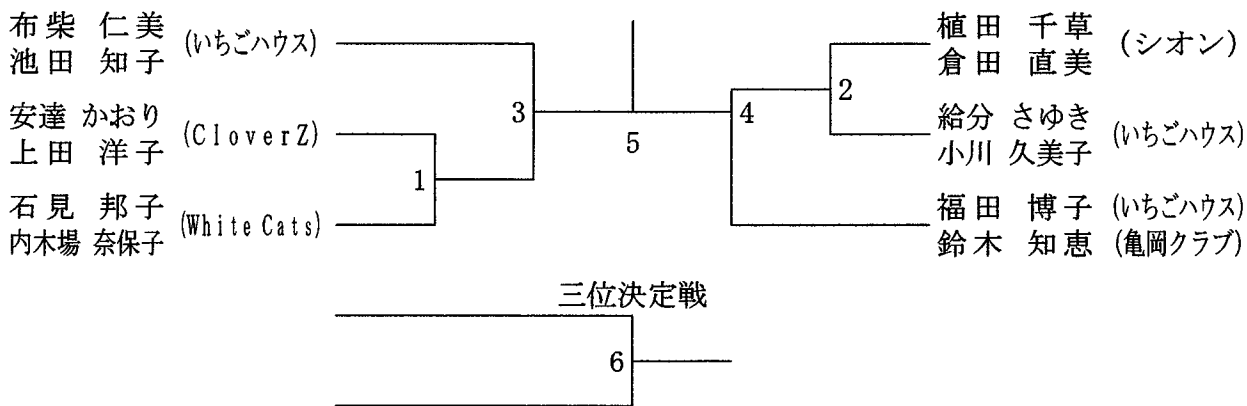 布柴 仁美
池田 知子
(いちごハウス)
安達 かおり
上田 洋子
(CloverZ)
石見 邦子
内木場 奈保子
(White Cats)
1
3
5
4
2
植田 千草
倉田 直美
(シオン)
給分 さゆき
小川 久美子
(いちごハウス)
福田 博子 (いちごハウス)
鈴木 知恵 (亀岡クラブ)
三位決定戦
6